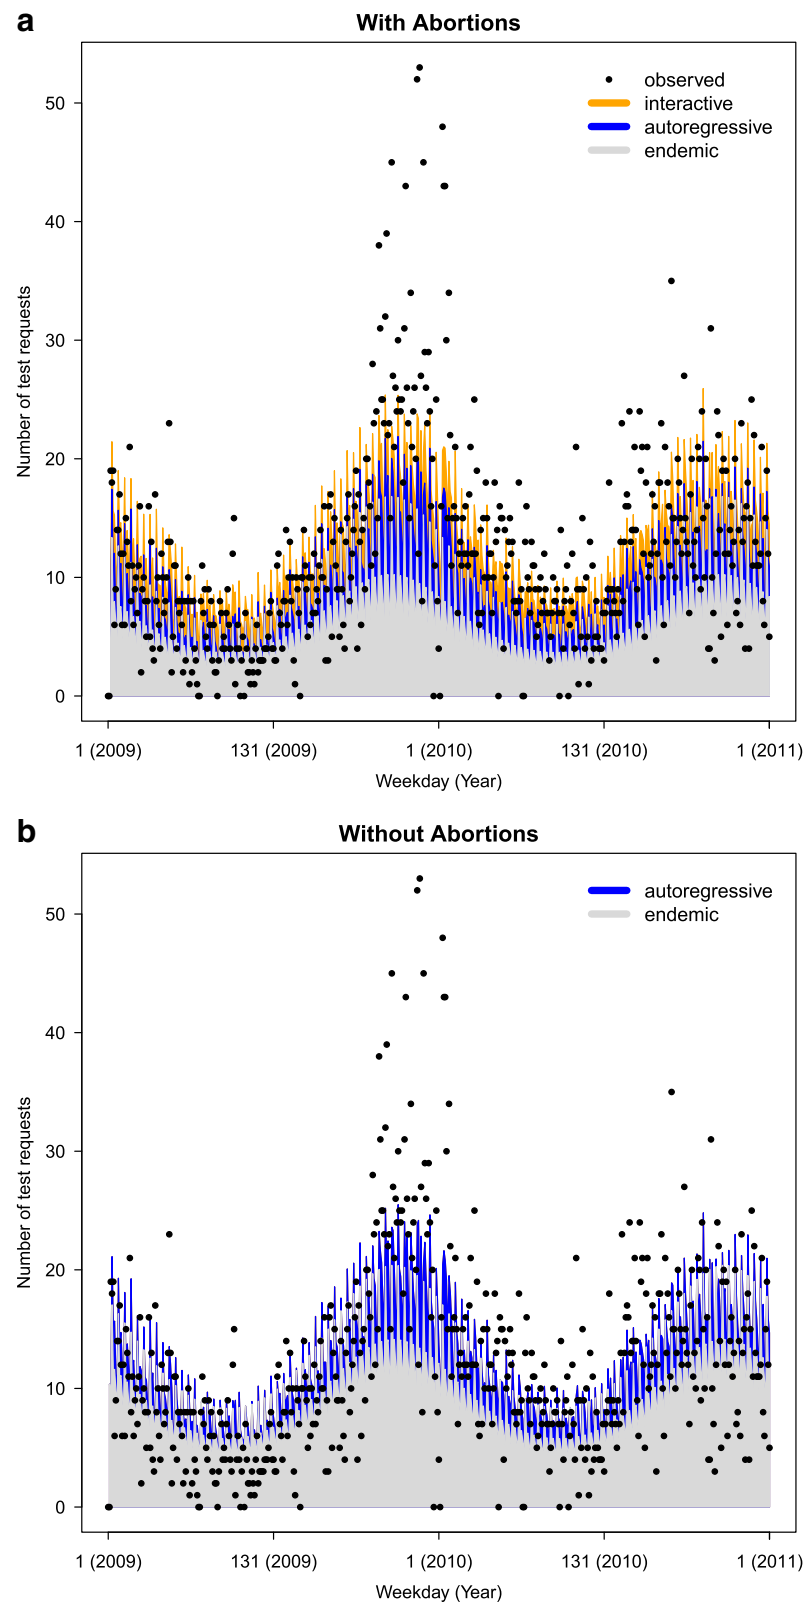 a
With Abortions
observed
interactive
autoregressive
endemic
Number of test requests
50
40
30
20
10
0
1 (2009)
131 (2009)
1 (2010)
131 (2010)
1 (2011)
Weekday (Year)
b
Without Abortions
autoregressive
endemic
Number of test requests
50
40
30
20
10
0
1 (2009)
131 (2009)
1 (2010)
131 (2010)
1 (2011)
Weekday (Year)